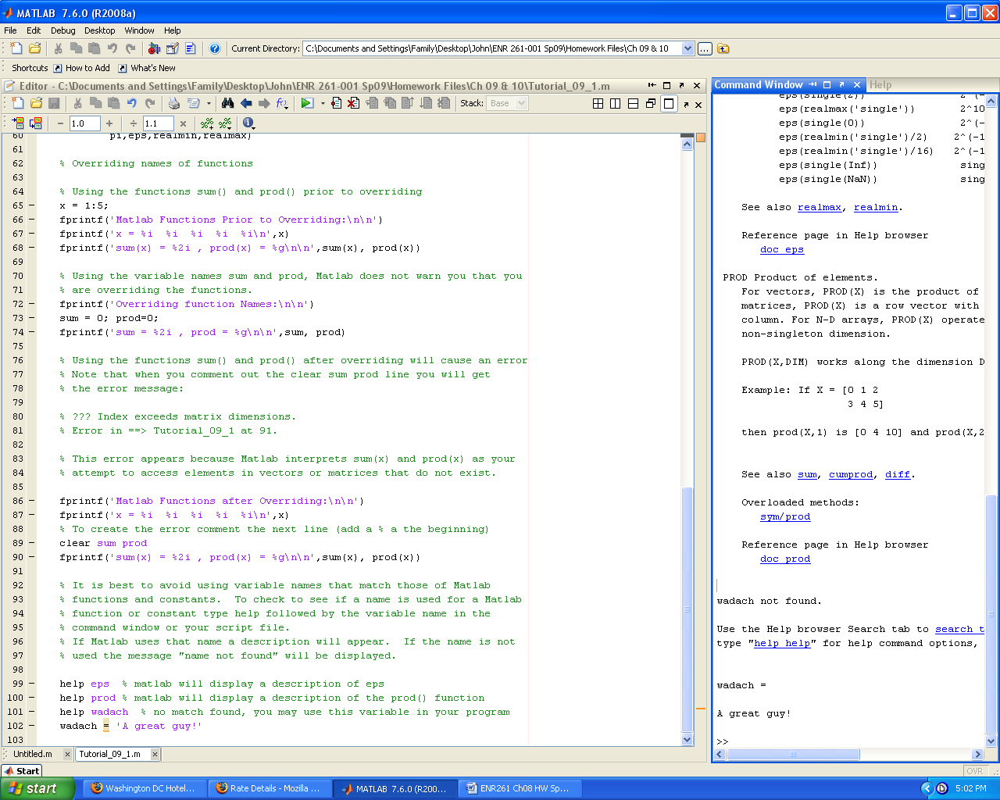 MATLAB 7.6.0 (R2008a)
File Edit Debug Desktop Window Help
Current Directory: C:\Documents and Settings\Family\Desktop\John\ENR 261-001 Sp09\Homework Files\Ch 09 & 10
Shortcuts How to Add What's New
Editor - C:\Documents and Settings\Family\Desktop\John\ENR 261-001 Sp09\Homework Files\Ch 09 & 10\Tutorial_09_1.m
Stack: Base
1.0 1.1
60 pi,eps,realmin,realmax)
61
62 % Overriding names of functions
63
64 % Using the functions sum() and prod() prior to overriding
65 x = 1:5;
66 fprintf('Matlab Functions Prior to Overriding:\n\n')
67 fprintf('x = %i  %i  %i  %i  %i\n',x)
68 fprintf('sum(x) = %2i , prod(x) = %g\n\n',sum(x), prod(x))
69
70 % Using the variable names sum and prod, Matlab does not warn you that you
71 % are overriding the functions.
72 fprintf('Overriding function Names:\n\n')
73 sum = 0; prod=0;
74 fprintf('sum = %2i , prod = %g\n\n',sum, prod)
75
76 % Using the functions sum() and prod() after overriding will cause an error
77 % Note that when you comment out the clear sum prod line you will get
78 % the error message:
79
80 % ??? Index exceeds matrix dimensions.
81 % Error in ==> Tutorial_09_1 at 91.
82
83 % This error appears because Matlab interprets sum(x) and prod(x) as your
84 % attempt to access elements in vectors or matrices that do not exist.
85
86 fprintf('Matlab Functions after Overriding:\n\n')
87 fprintf('x = %i  %i  %i  %i  %i\n',x)
88 % To create the error comment the next line (add a % a the beginning)
89 clear sum prod
90 fprintf('sum(x) = %2i , prod(x) = %g\n\n',sum(x), prod(x))
91
92 % It is best to avoid using variable names that match those of Matlab
93 % functions and constants.  To check to see if a name is used for a Matlab
94 % function or constant type help followed by the variable name in the
95 % command window or your script file.
96 % If Matlab uses that name a description will appear.  If the name is not
97 % used the message "name not found" will be displayed.
98
99 help eps  % matlab will display a description of eps
100 help prod % matlab will display a description of the prod() function
101 help wadach  % no match found, you may use this variable in your program
102 wadach = 'A great guy!'
103
Untitled.m Tutorial_09_1.m
Command Window Help
eps(single(2)) 2^(-
eps(realmax('single')) 2^10
eps(single(0)) 2^(-
eps(realmin('single')/2) 2^(-1
eps(realmin('single')/16) 2^(-1
eps(single(Inf)) sing
eps(single(NaN)) sing
See also realmax, realmin.
Reference page in Help browser
doc eps
PROD Product of elements.
For vectors, PROD(X) is the product of
matrices, PROD(X) is a row vector with
column. For N-D arrays, PROD(X) operate
non-singleton dimension.
PROD(X,DIM) works along the dimension D
Example: If X = [0 1 2
3 4 5]
then prod(X,1) is [0 4 10] and prod(X,2
See also sum, cumprod, diff.
Overloaded methods:
sym/prod
Reference page in Help browser
doc prod
wadach not found.
Use the Help browser Search tab to search t
type "help help" for help command options,
wadach =
A great guy!
>>
Start
OVR
start Washington DC Hotel... Rate Details - Mozilla ... MATLAB 7.6.0 (R200... ENR261 Ch08 HW Sp... 5:02 PM